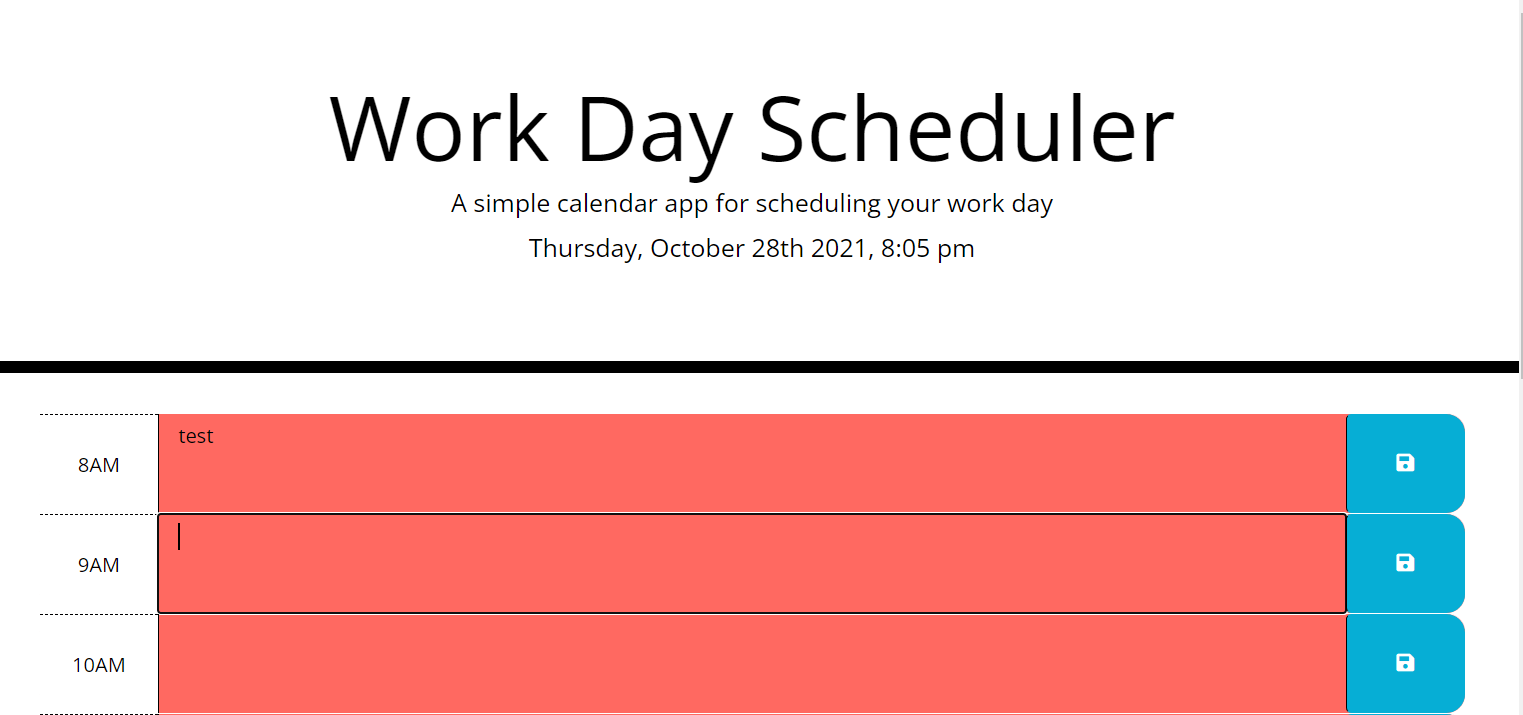 Work Day Scheduler
A simple calendar app for scheduling your work day
Thursday, October 28th 2021, 8:05 pm
8AM
test
9AM
10AM